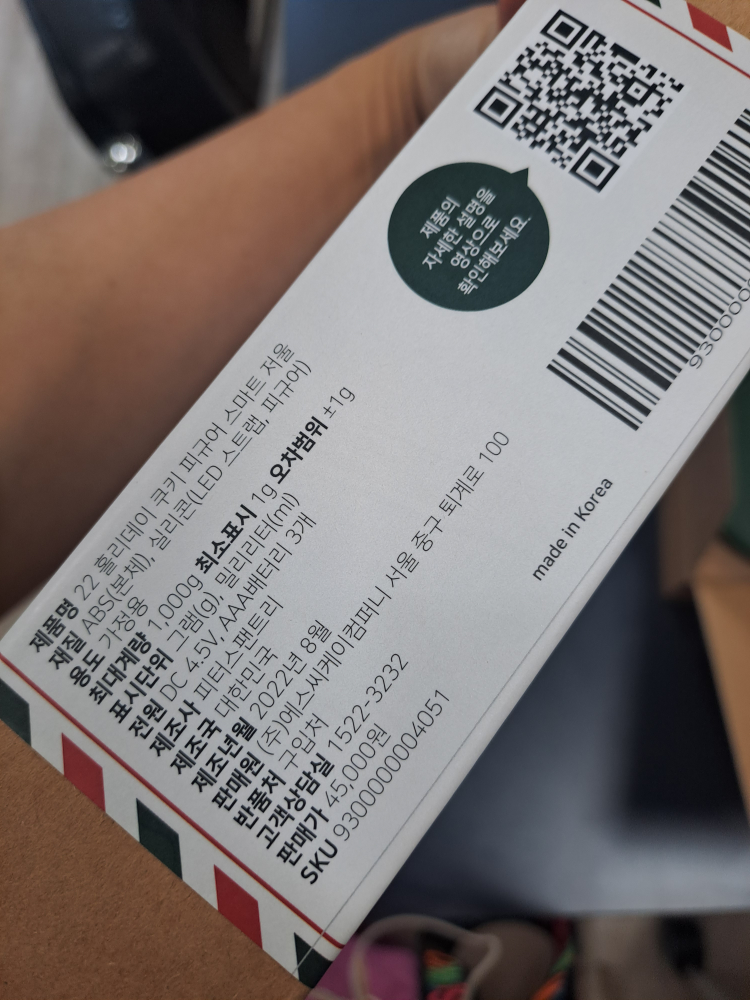 제품의
자세한 설명을
영상으로
확인해보세요.
제품명 22 홀리데이 쿠키 피규어 스마트 저울
재질 ABS(본체), 실리콘(LED 스트랩, 피규어)
용도 가정용
최대계량 1,000g 최소표시 1g 오차범위 ±1g
표시단위 그램(g), 밀리리터(ml)
전원 DC 4.5V, AAA배터리 3개
제조사 피터스팬트리
제조국 대한민국
제조년월 2022년 8월
판매원 (주)에스씨케이컴퍼니 서울 중구 퇴계로 100
반품처 구입처
고객상담실 1522-3232
판매가 45,000원
SKU 9300000004051
made in Korea